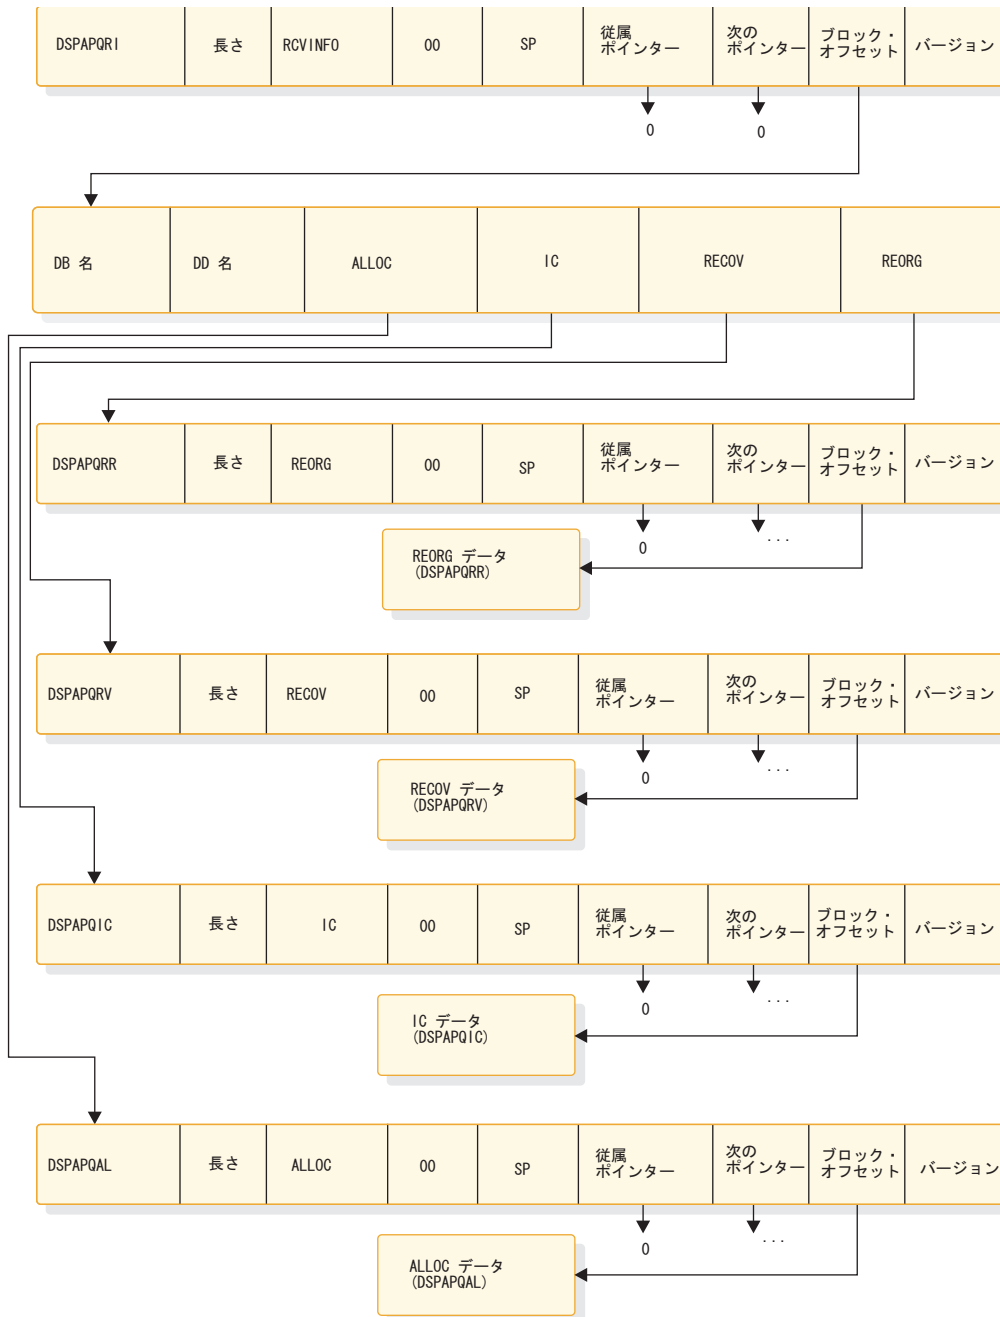 DSPAPQRI 長さ RCVINFO 00 SP 従属 次の ブロック・ バージョン
ポインター ポインター オフセット
0 0
DB 名 DD 名 ALLOC IC RECOV REORG
DSPAPQRR 長さ REORG 00 SP 従属 次の ブロック・ バージョン
ポインター ポインター オフセット
0 ...
REORG データ
(DSPAPQRR)
DSPAPQRV 長さ RECOV 00 SP 従属 次の ブロック・ バージョン
ポインター ポインター オフセット
0 ...
RECOV データ
(DSPAPQRV)
DSPAPQIC 長さ IC 00 SP 従属 次の ブロック・ バージョン
ポインター ポインター オフセット
0 ...
IC データ
(DSPAPQIC)
DSPAPQAL 長さ ALLOC 00 SP 従属 次の ブロック・ バージョン
ポインター ポインター オフセット
0 ...
ALLOC データ
(DSPAPQAL)